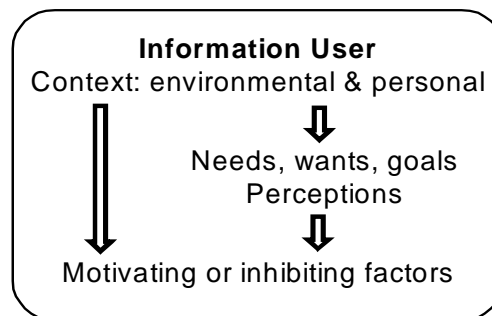 Information User
Context: environmental & personal
Needs, wants, goals
Perceptions
Motivating or inhibiting factors